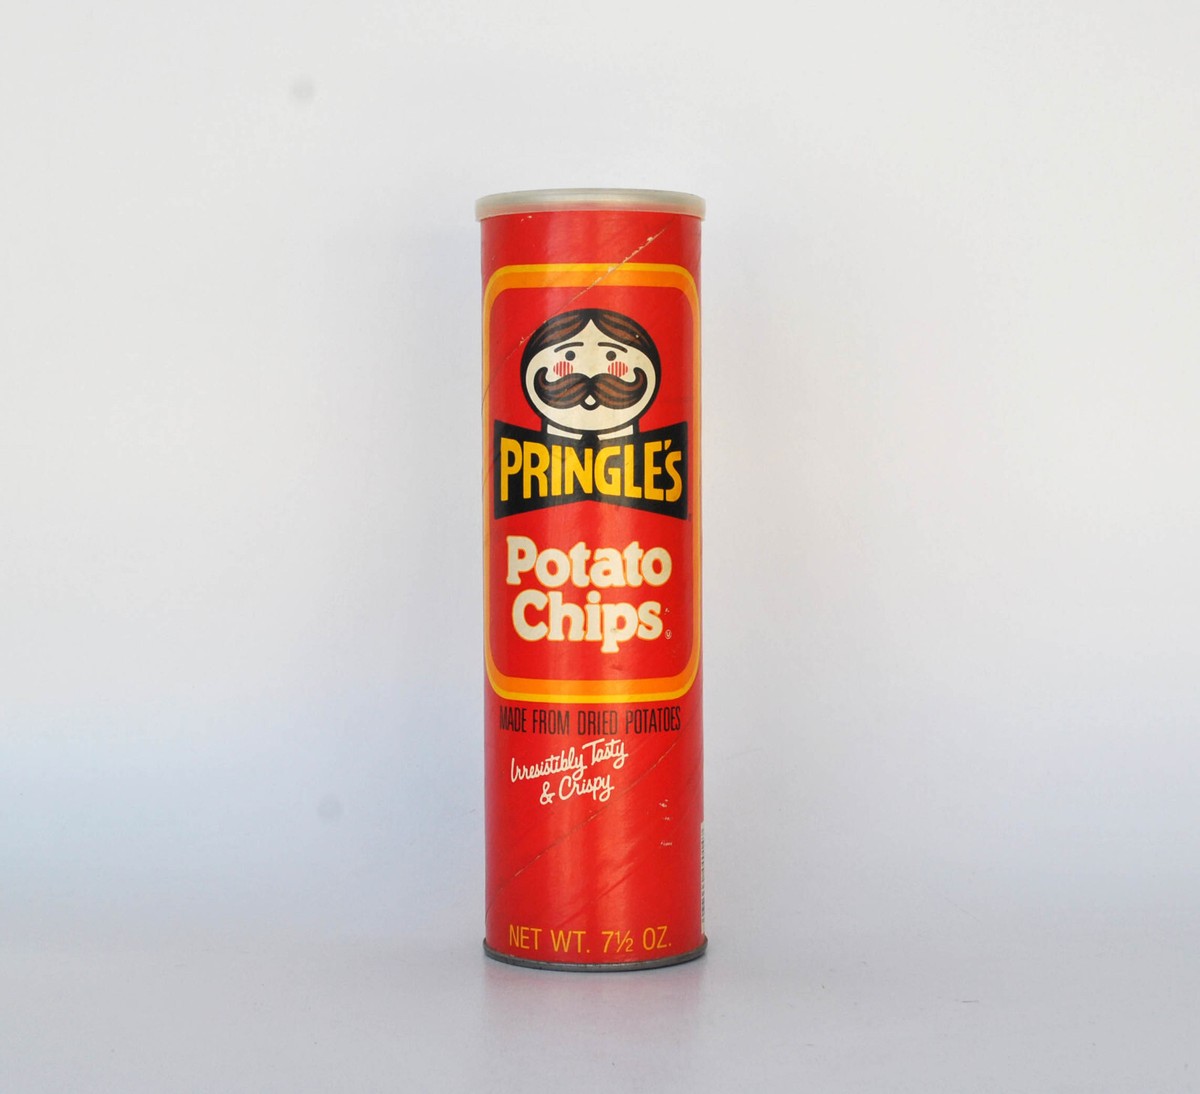 PRINGLE'S
Potato
Chips
MADE FROM DRIED POTATOES
Irresistibly Tasty
& Crispy
NET WT. 7½ OZ.